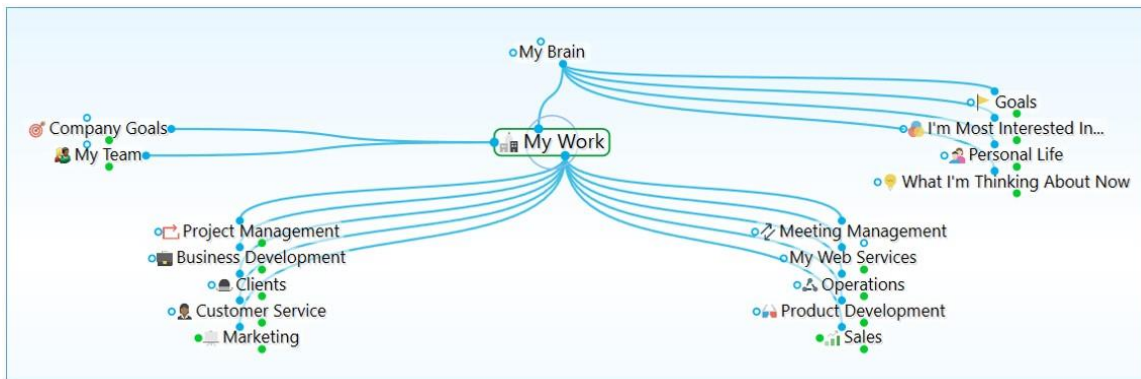 My Brain
Goals
Company Goals
I'm Most Interested In...
My Work
My Team
Personal Life
What I'm Thinking About Now
Project Management
Business Development
Clients
Customer Service
Marketing
Meeting Management
My Web Services
Operations
Product Development
Sales